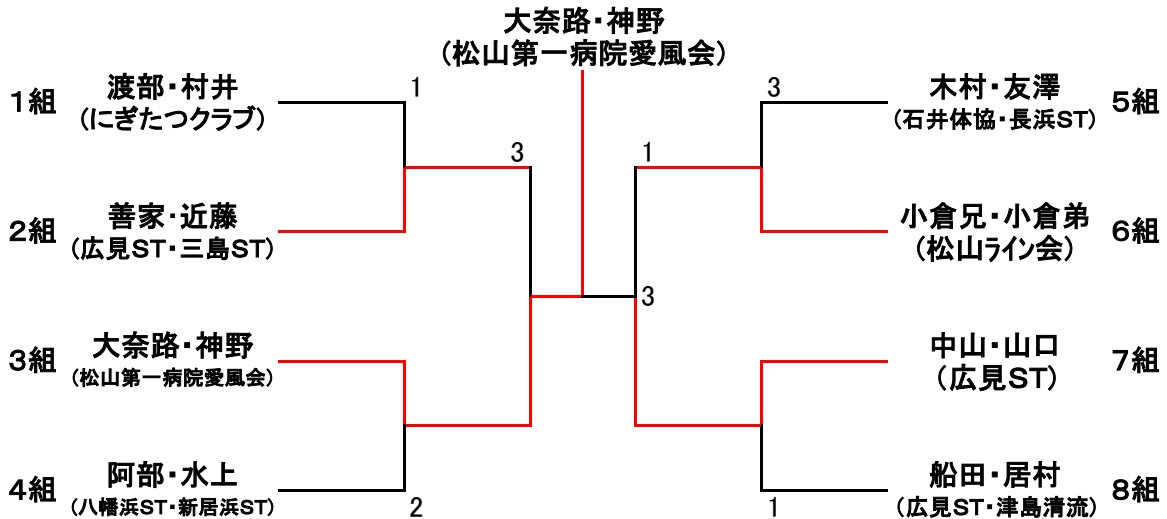 大奈路・神野
(松山第一病院愛風会)
1組
渡部・村井
(にぎたつクラブ)
1
2組
善家・近藤
(広見ST・三島ST)
3
3組
大奈路・神野
(松山第一病院愛風会)
4組
阿部・水上
(八幡浜ST・新居浜ST)
2
3
木村・友澤
(石井体協・長浜ST)
5組
1
小倉兄・小倉弟
(松山ライン会)
6組
3
中山・山口
(広見ST)
7組
船田・居村
(広見ST・津島清流)
8組
1